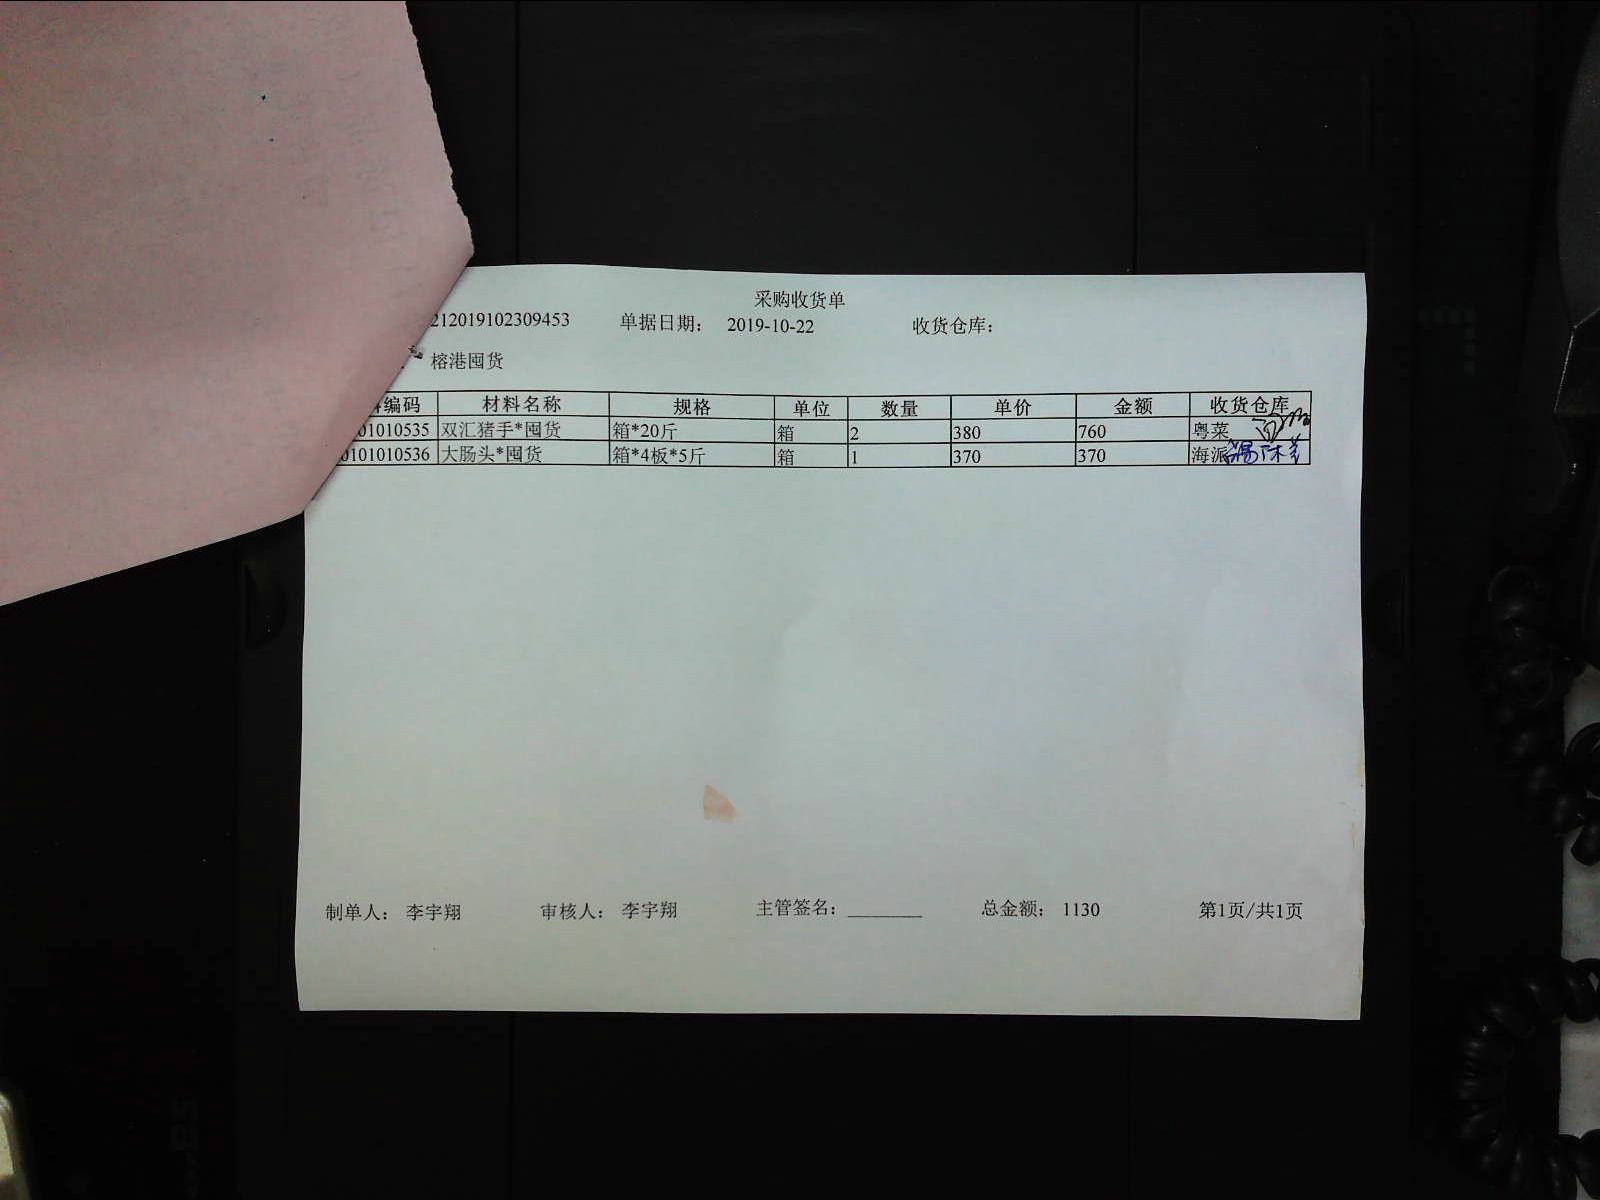 采购收货单
212019102309453 单据日期： 2019-10-22 收货仓库：
榕港囤货
编码 材料名称 规格 单位 数量 单价 金额 收货仓库
01010535 双汇猪手*囤货 箱*20斤 箱 2 380 760 粤菜
0101010536 大肠头*囤货 箱*4板*5斤 箱 1 370 370 海派
制单人： 李宇翔 审核人： 李宇翔 主管签名： 总金额： 1130 第1页/共1页